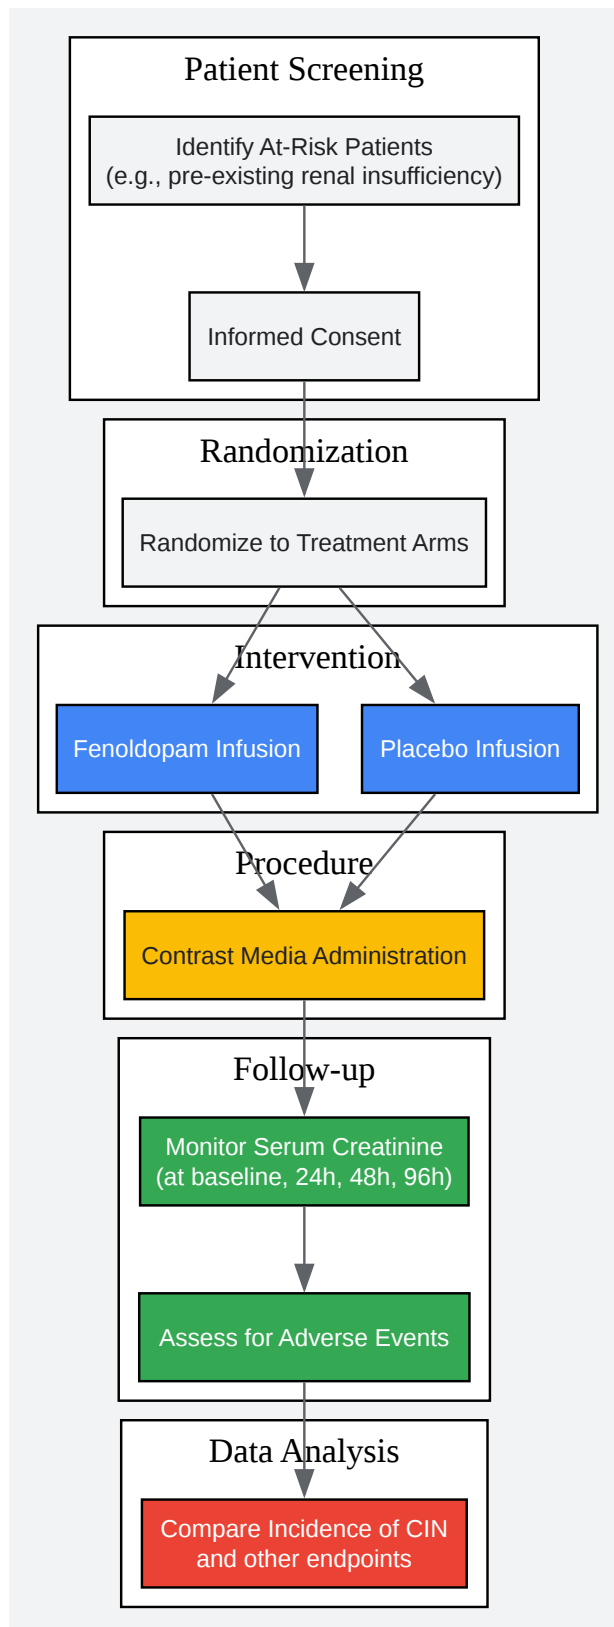 Patient Screening
Identify At-Risk Patients
(e.g., pre-existing renal insufficiency)
Informed Consent
Randomization
Randomize to Treatment Arms
Intervention
Fenoldopam Infusion
Placebo Infusion
Procedure
Contrast Media Administration
Follow-up
Monitor Serum Creatinine
(at baseline, 24h, 48h, 96h)
Assess for Adverse Events
Data Analysis
Compare Incidence of CIN
and other endpoints